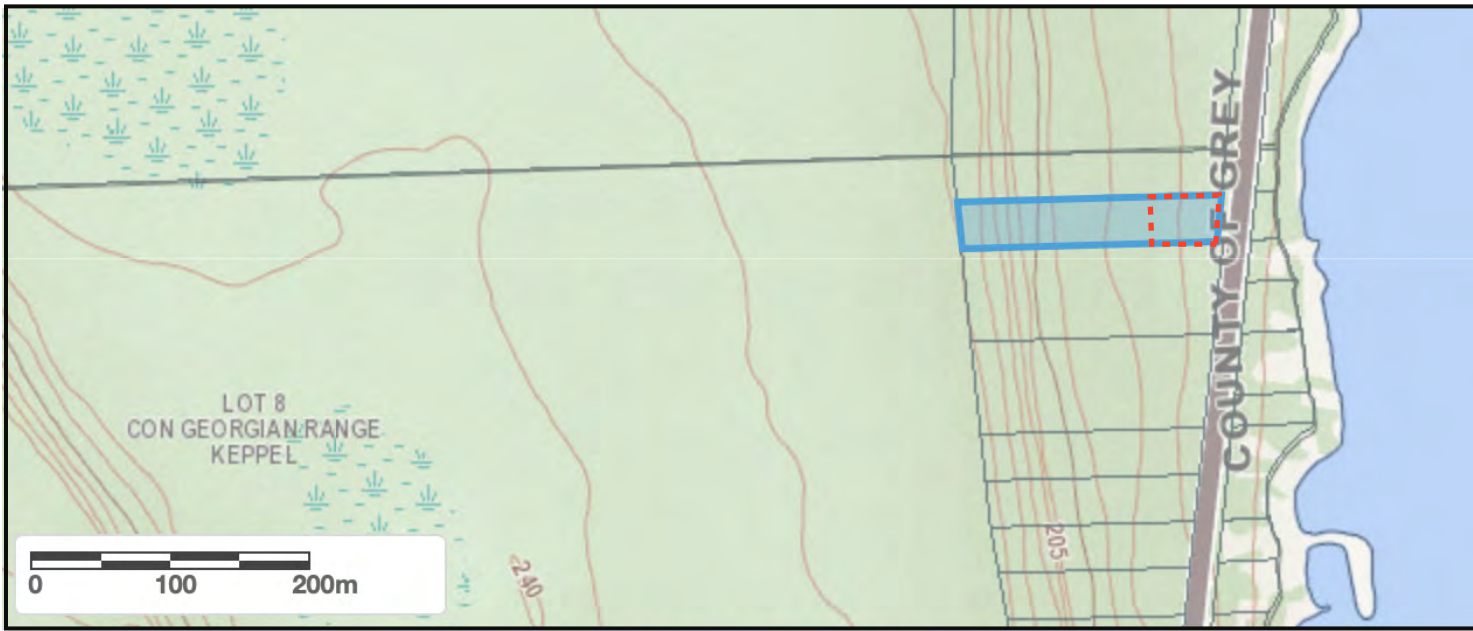 COUNTY OF GREY
LOT 8
CON GEORGIAN RANGE
KEPPEL
205
240
0 100 200m